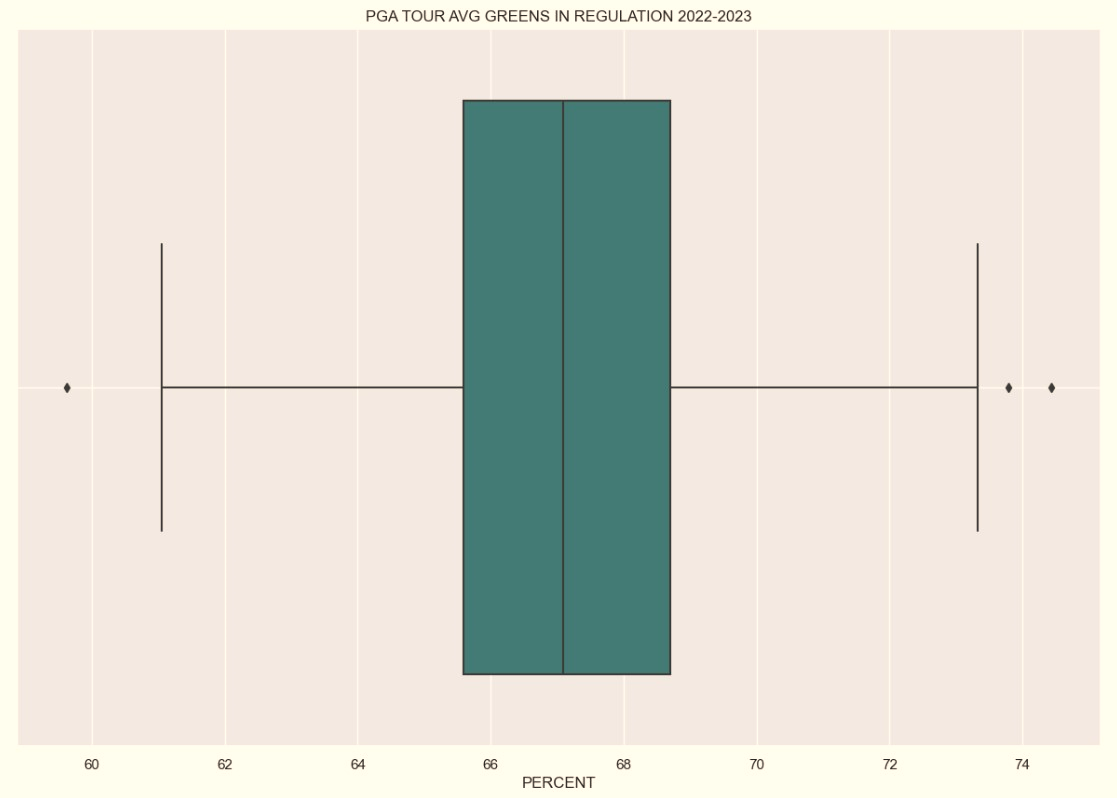 PGA TOUR AVG GREENS IN REGULATION 2022-2023
60 62 64 66 68 70 72 74
PERCENT